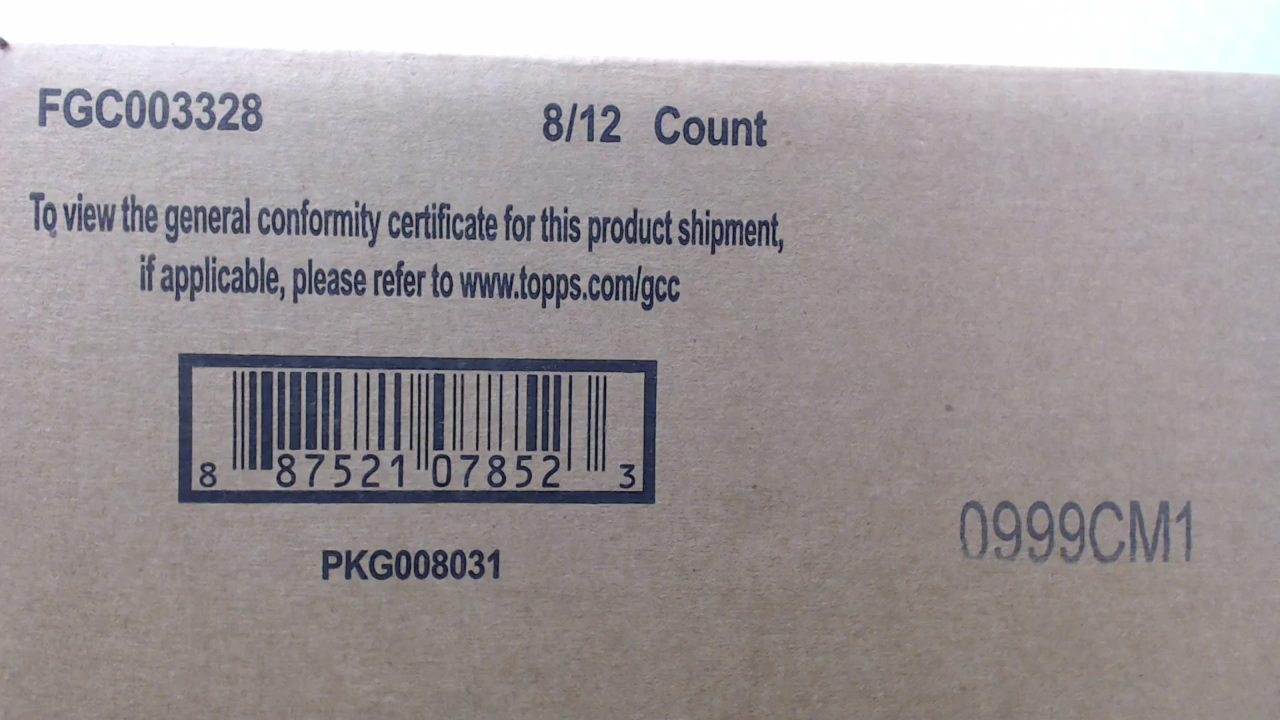 FGC003328 8/12 Count
To view the general conformity certificate for this product shipment,
if applicable, please refer to www.topps.com/gcc
8 87521 07852 3
PKG008031
0999CM1